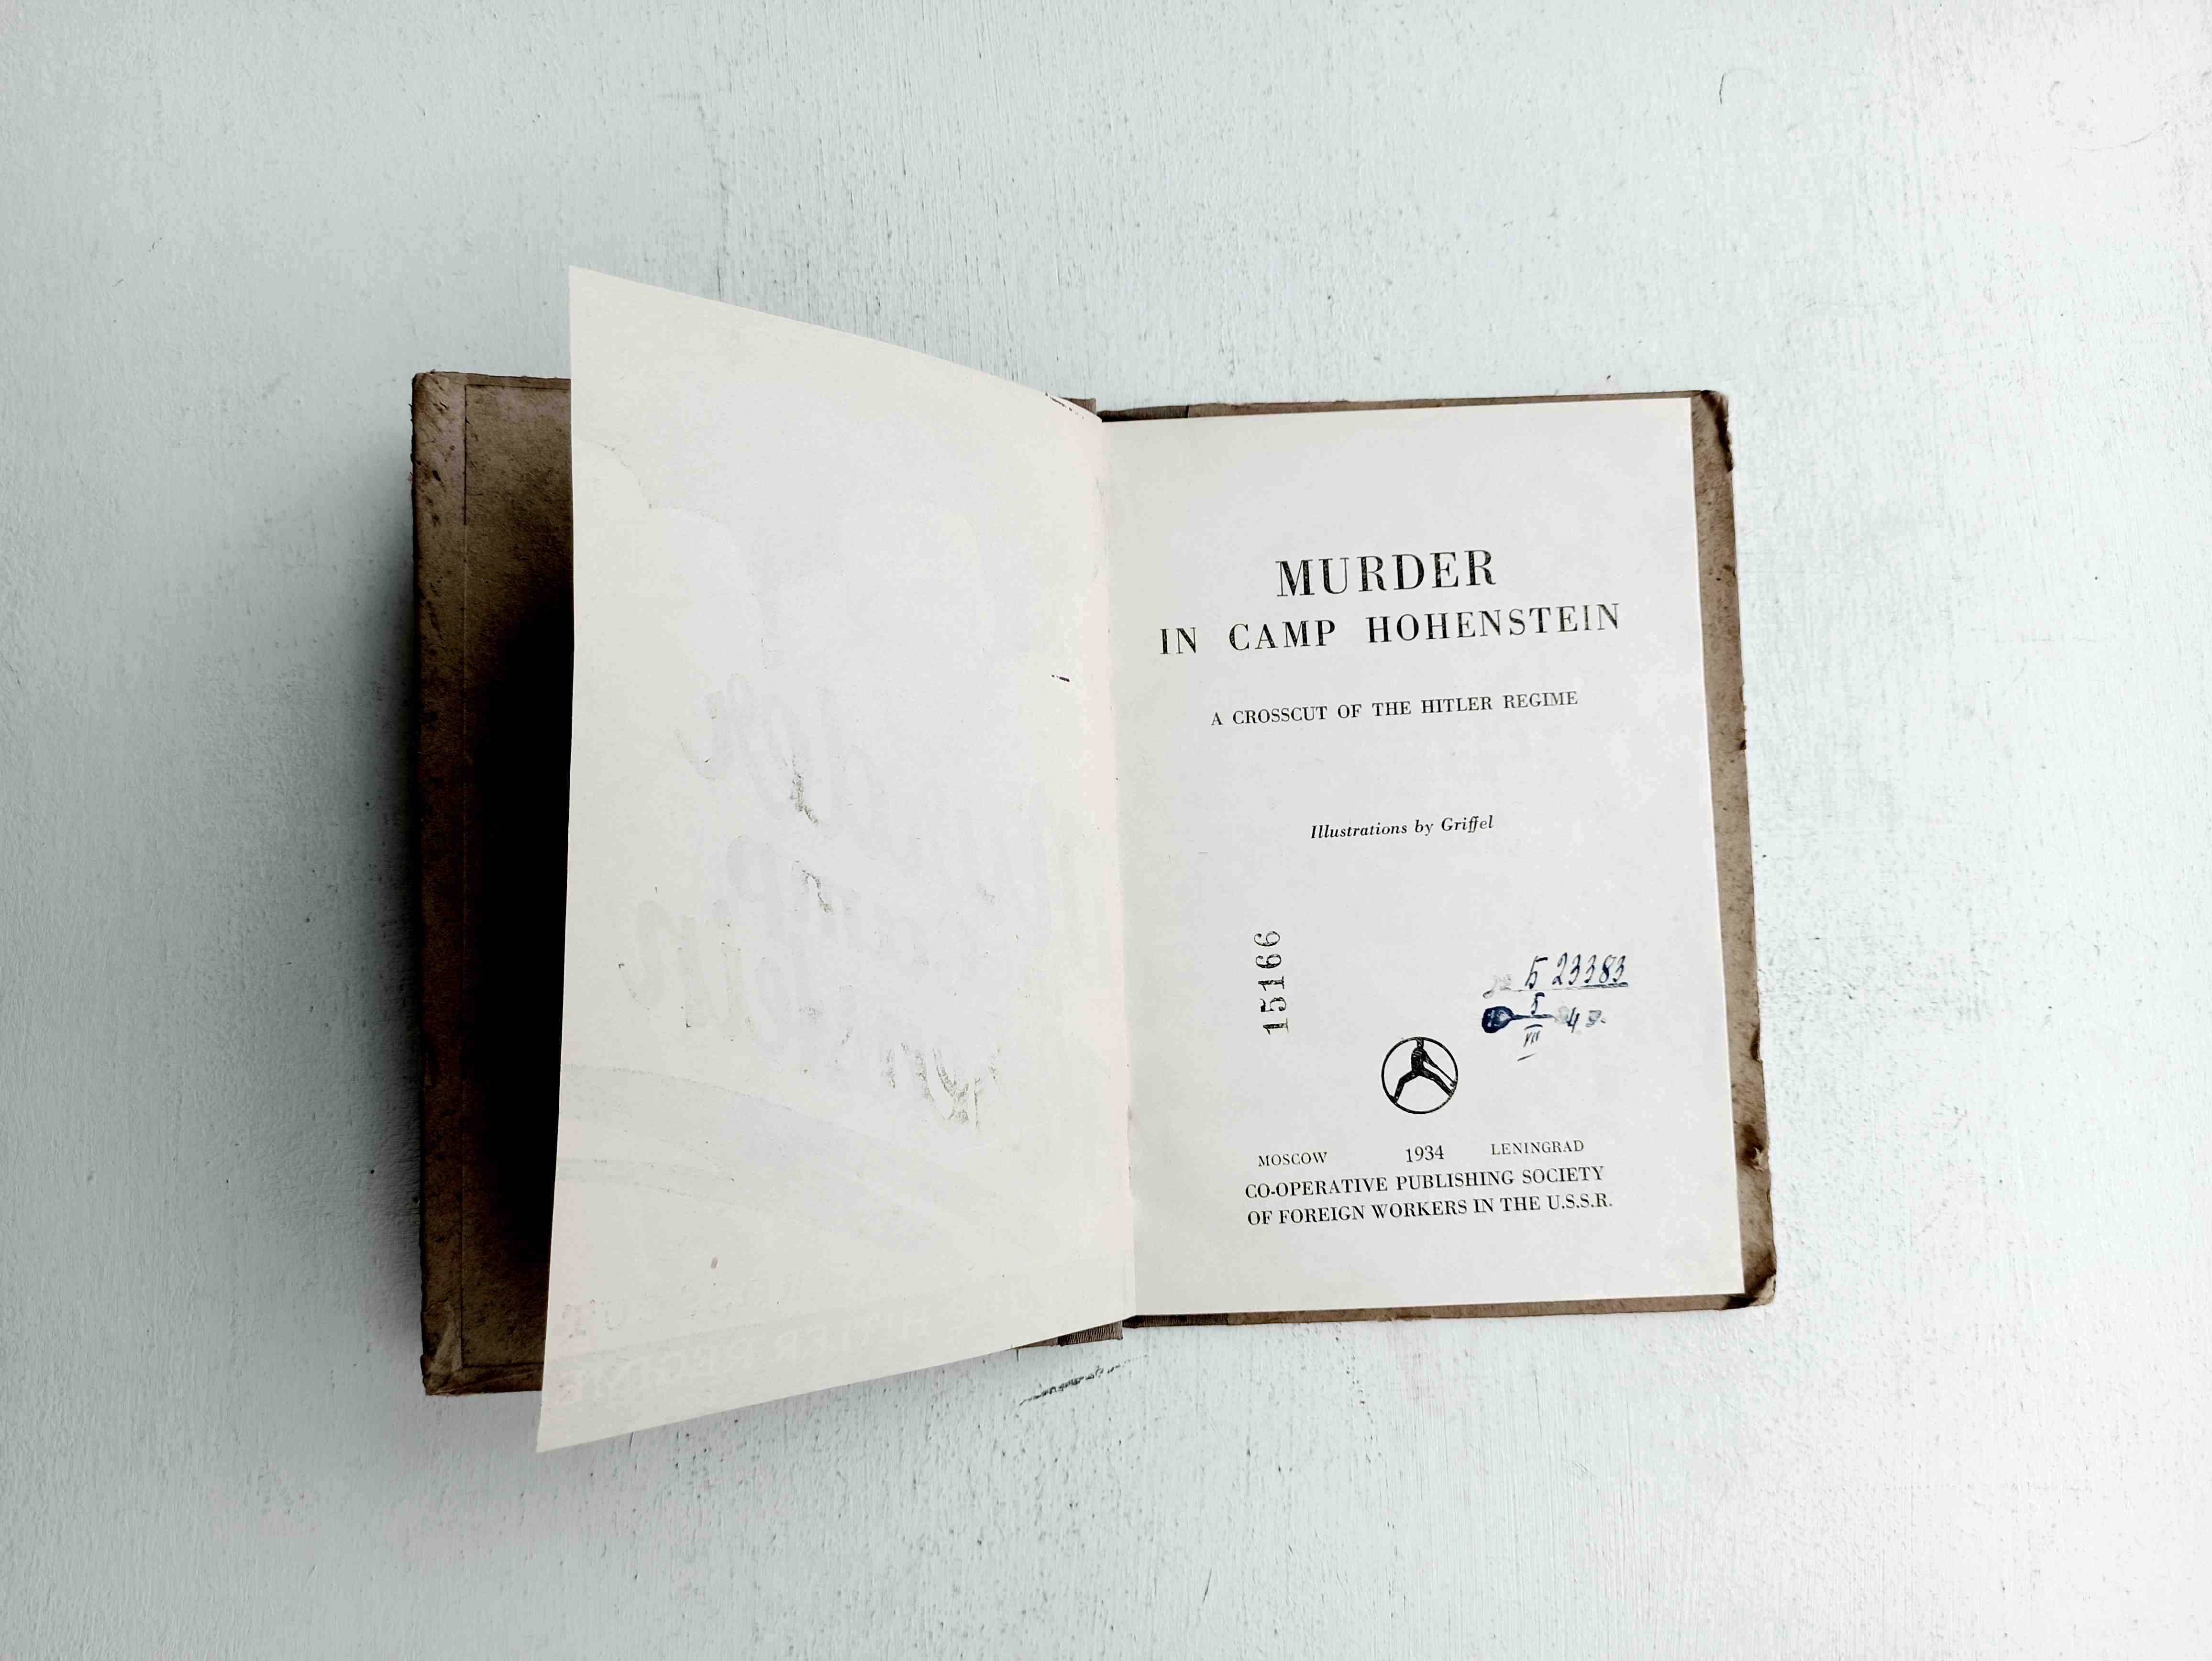 MURDER
IN CAMP HOHENSTEIN
A CROSSCUT OF THE HITLER REGIME
Illustrations by Griffel
15166
Б 23383
MOSCOW 1934 LENINGRAD
CO-OPERATIVE PUBLISHING SOCIETY
OF FOREIGN WORKERS IN THE U.S.S.R.